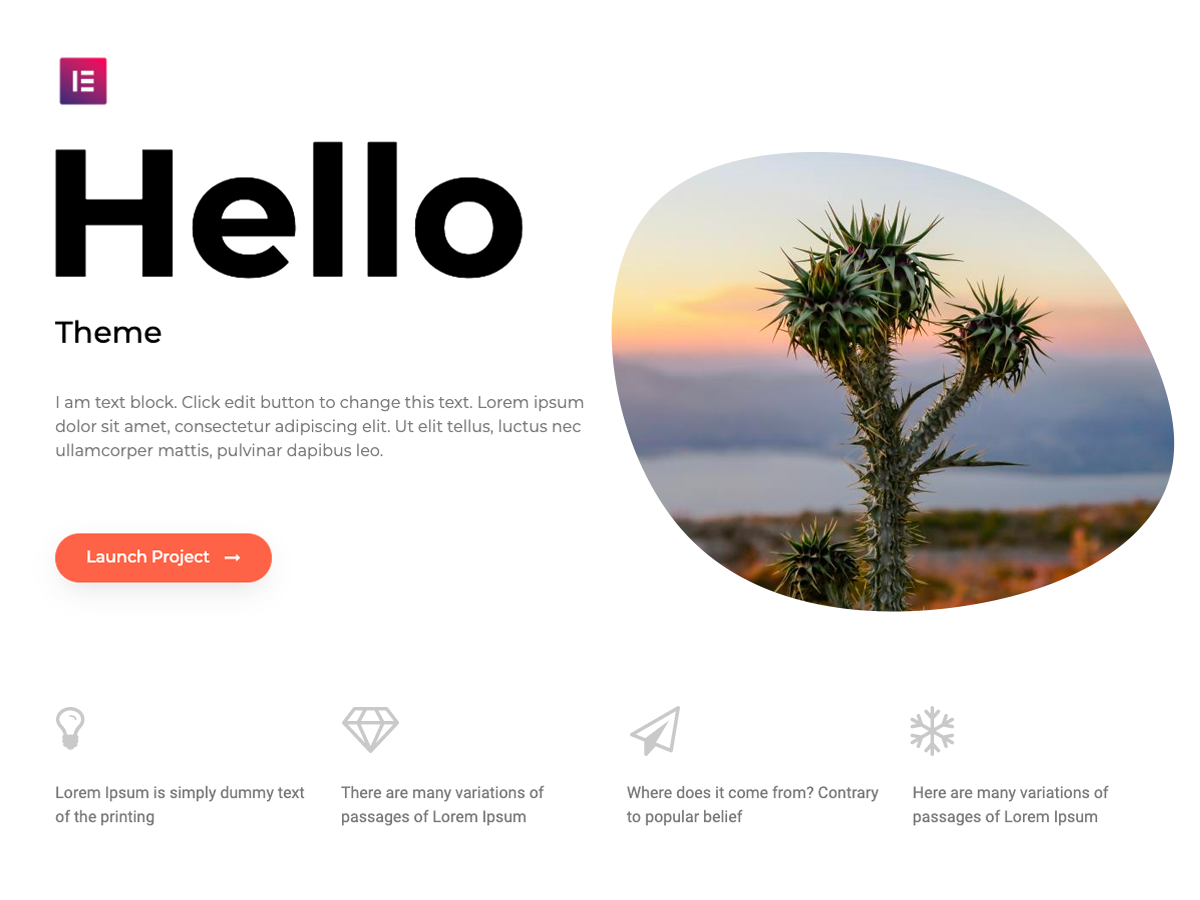 Hello
Theme
I am text block. Click edit button to change this text. Lorem ipsum
dolor sit amet, consectetur adipiscing elit. Ut elit tellus, luctus nec
ullamcorper mattis, pulvinar dapibus leo.
Launch Project →
Lorem Ipsum is simply dummy text
of the printing
There are many variations of
passages of Lorem Ipsum
Where does it come from? Contrary
to popular belief
Here are many variations of
passages of Lorem Ipsum